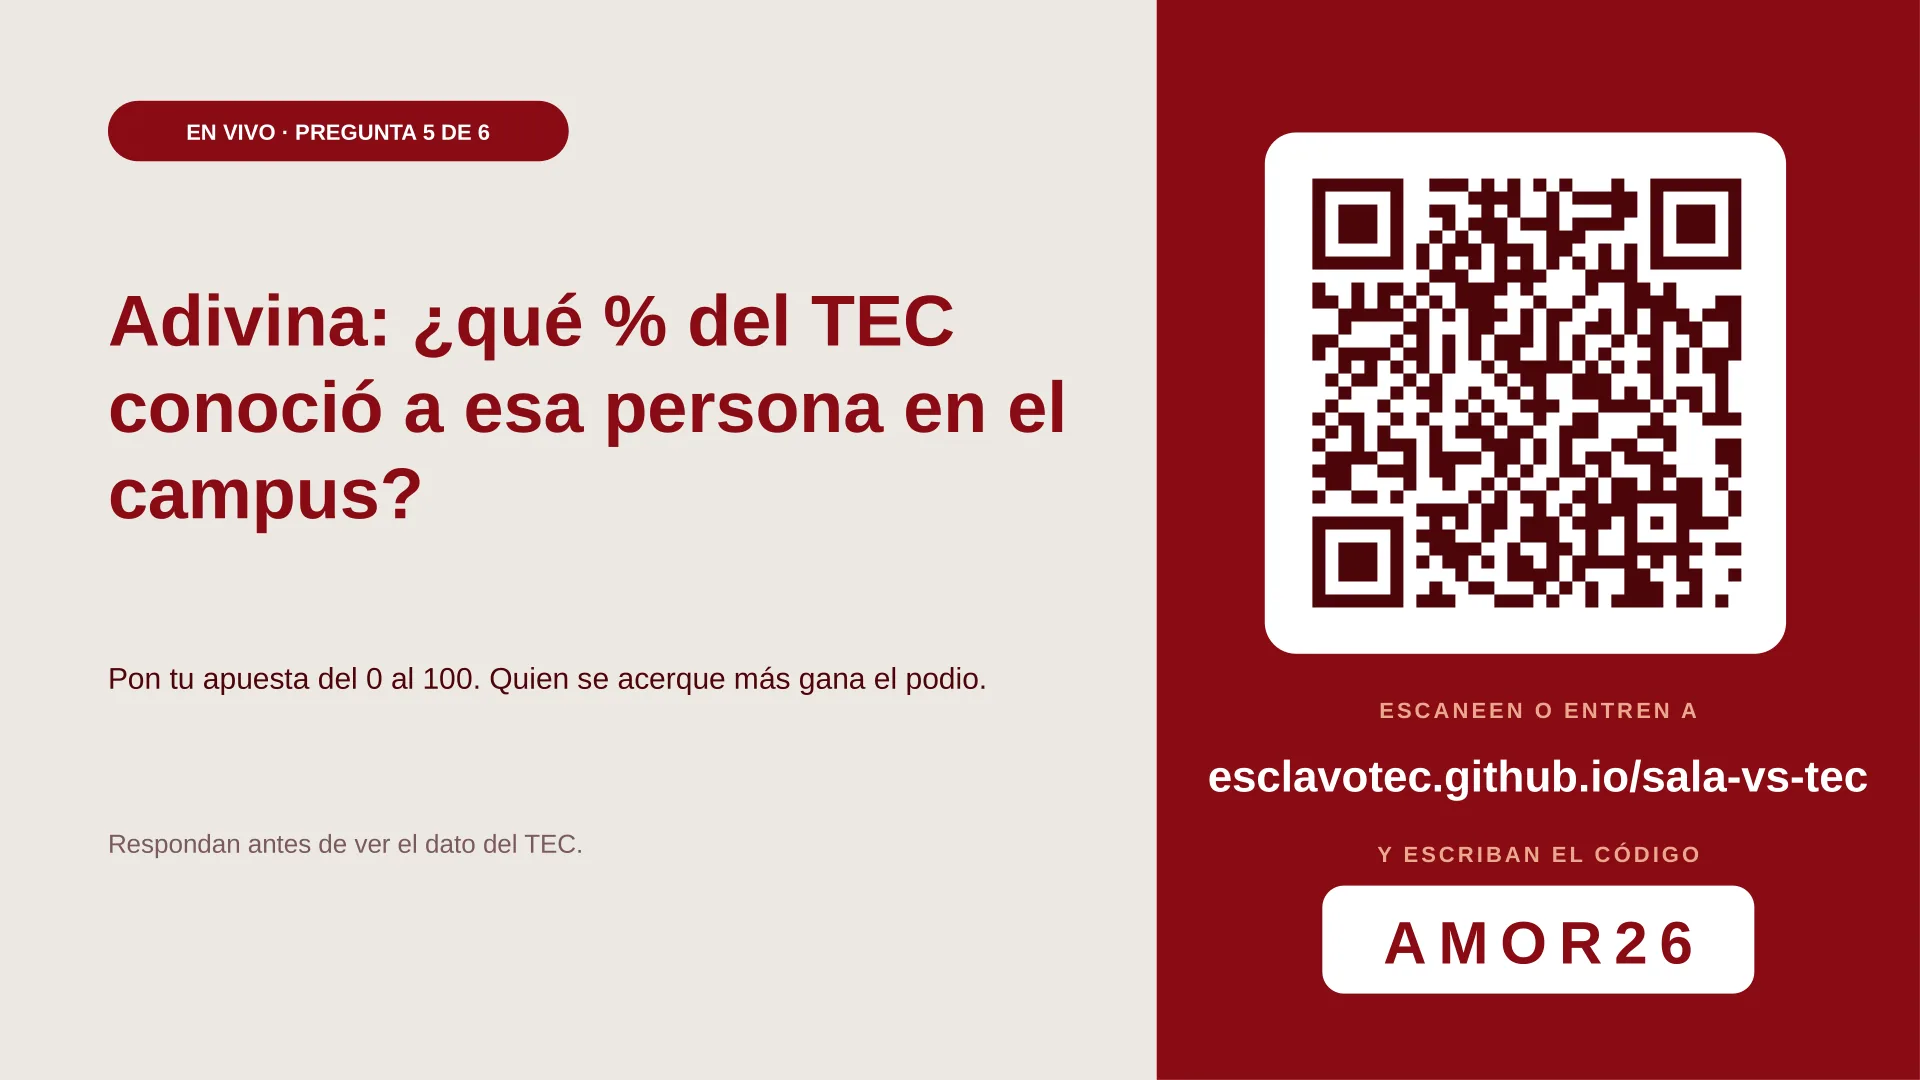 EN VIVO · PREGUNTA 5 DE 6
Adivina: ¿qué % del TEC
conoció a esa persona en el
campus?
Pon tu apuesta del 0 al 100. Quien se acerque más gana el podio.
Respondan antes de ver el dato del TEC.
ESCANEEN O ENTREN A
esclavotec.github.io/sala-vs-tec
Y ESCRIBAN EL CÓDIGO
AMOR26